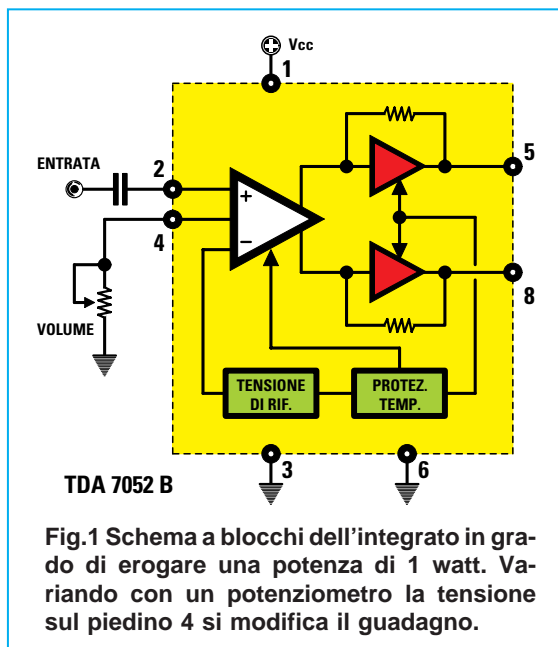 Vcc
1
ENTRATA
2
4
5
+
−
8
VOLUME
TENSIONE
DI RIF.
PROTEZ.
TEMP.
3
6
TDA 7052 B
Fig.1 Schema a blocchi dell'integrato in gra-
do di erogare una potenza di 1 watt. Va-
riando con un potenziometro la tensione
sul piedino 4 si modifica il guadagno.